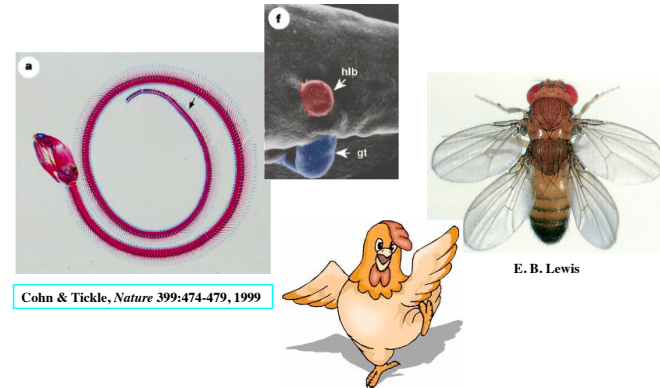 a
f
hlb
gt
E. B. Lewis
Cohn & Tickle, Nature 399:474-479, 1999